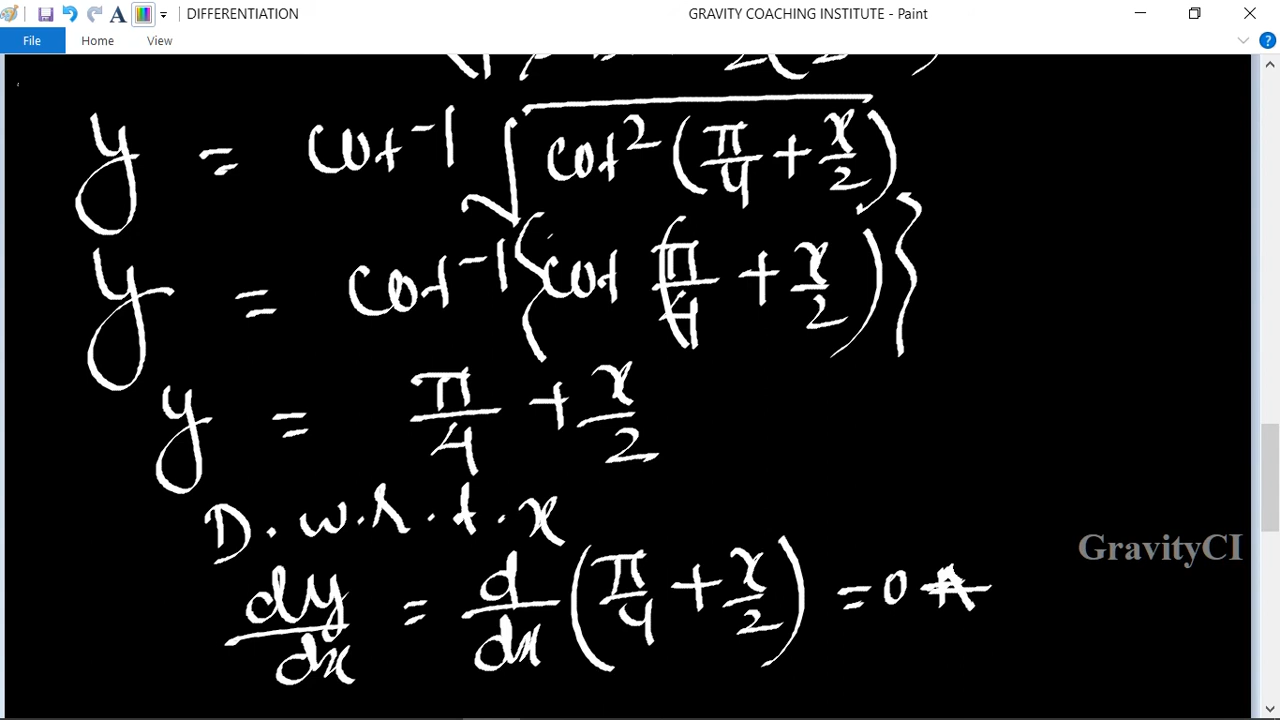 DIFFERENTIATION GRAVITY COACHING INSTITUTE - Paint
File Home View
y = cot⁻¹ √cot²(π/4 + x/2)
y = cot⁻¹{cot(π/4 + x/2)}
y = π/4 + x/2
D.w.r.t.x
GravityCI
dy/dx = d/dx (π/4 + x/2) = 0